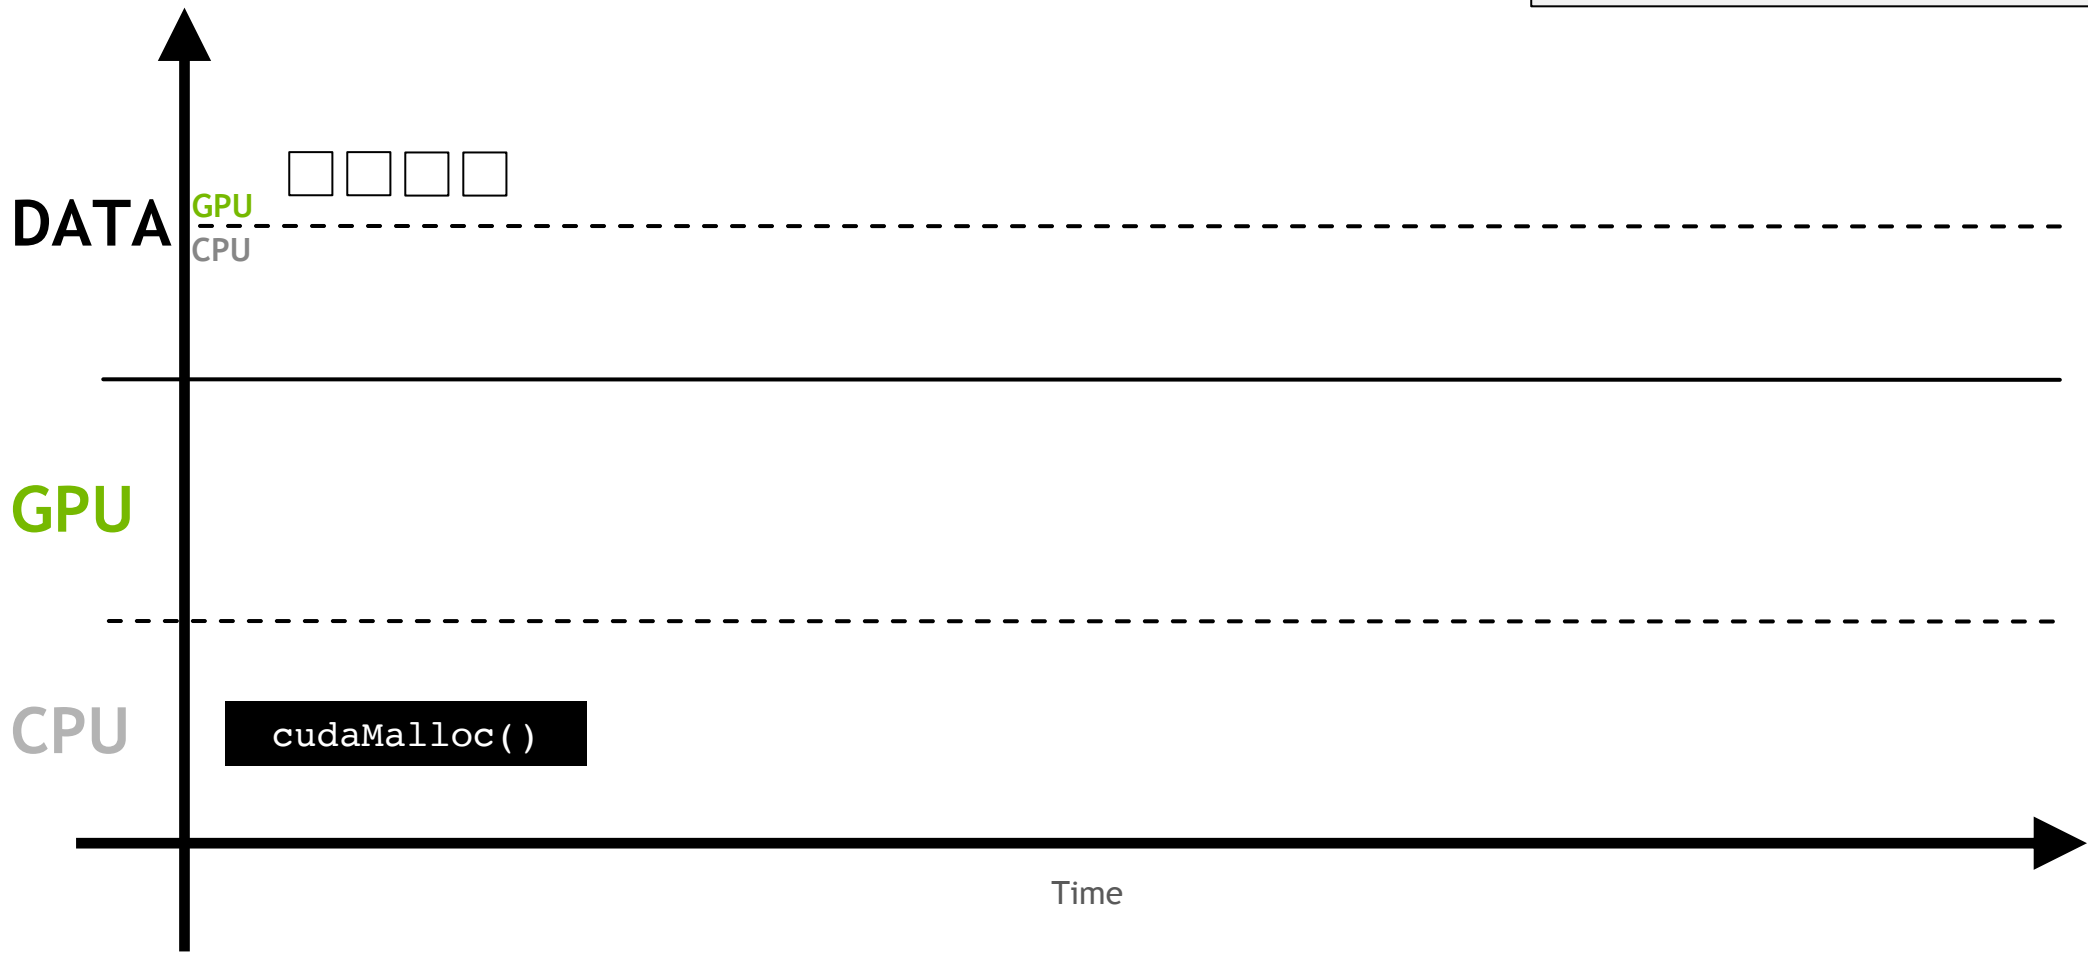 GPU
DATA
CPU
GPU
CPU
cudaMalloc()
Time